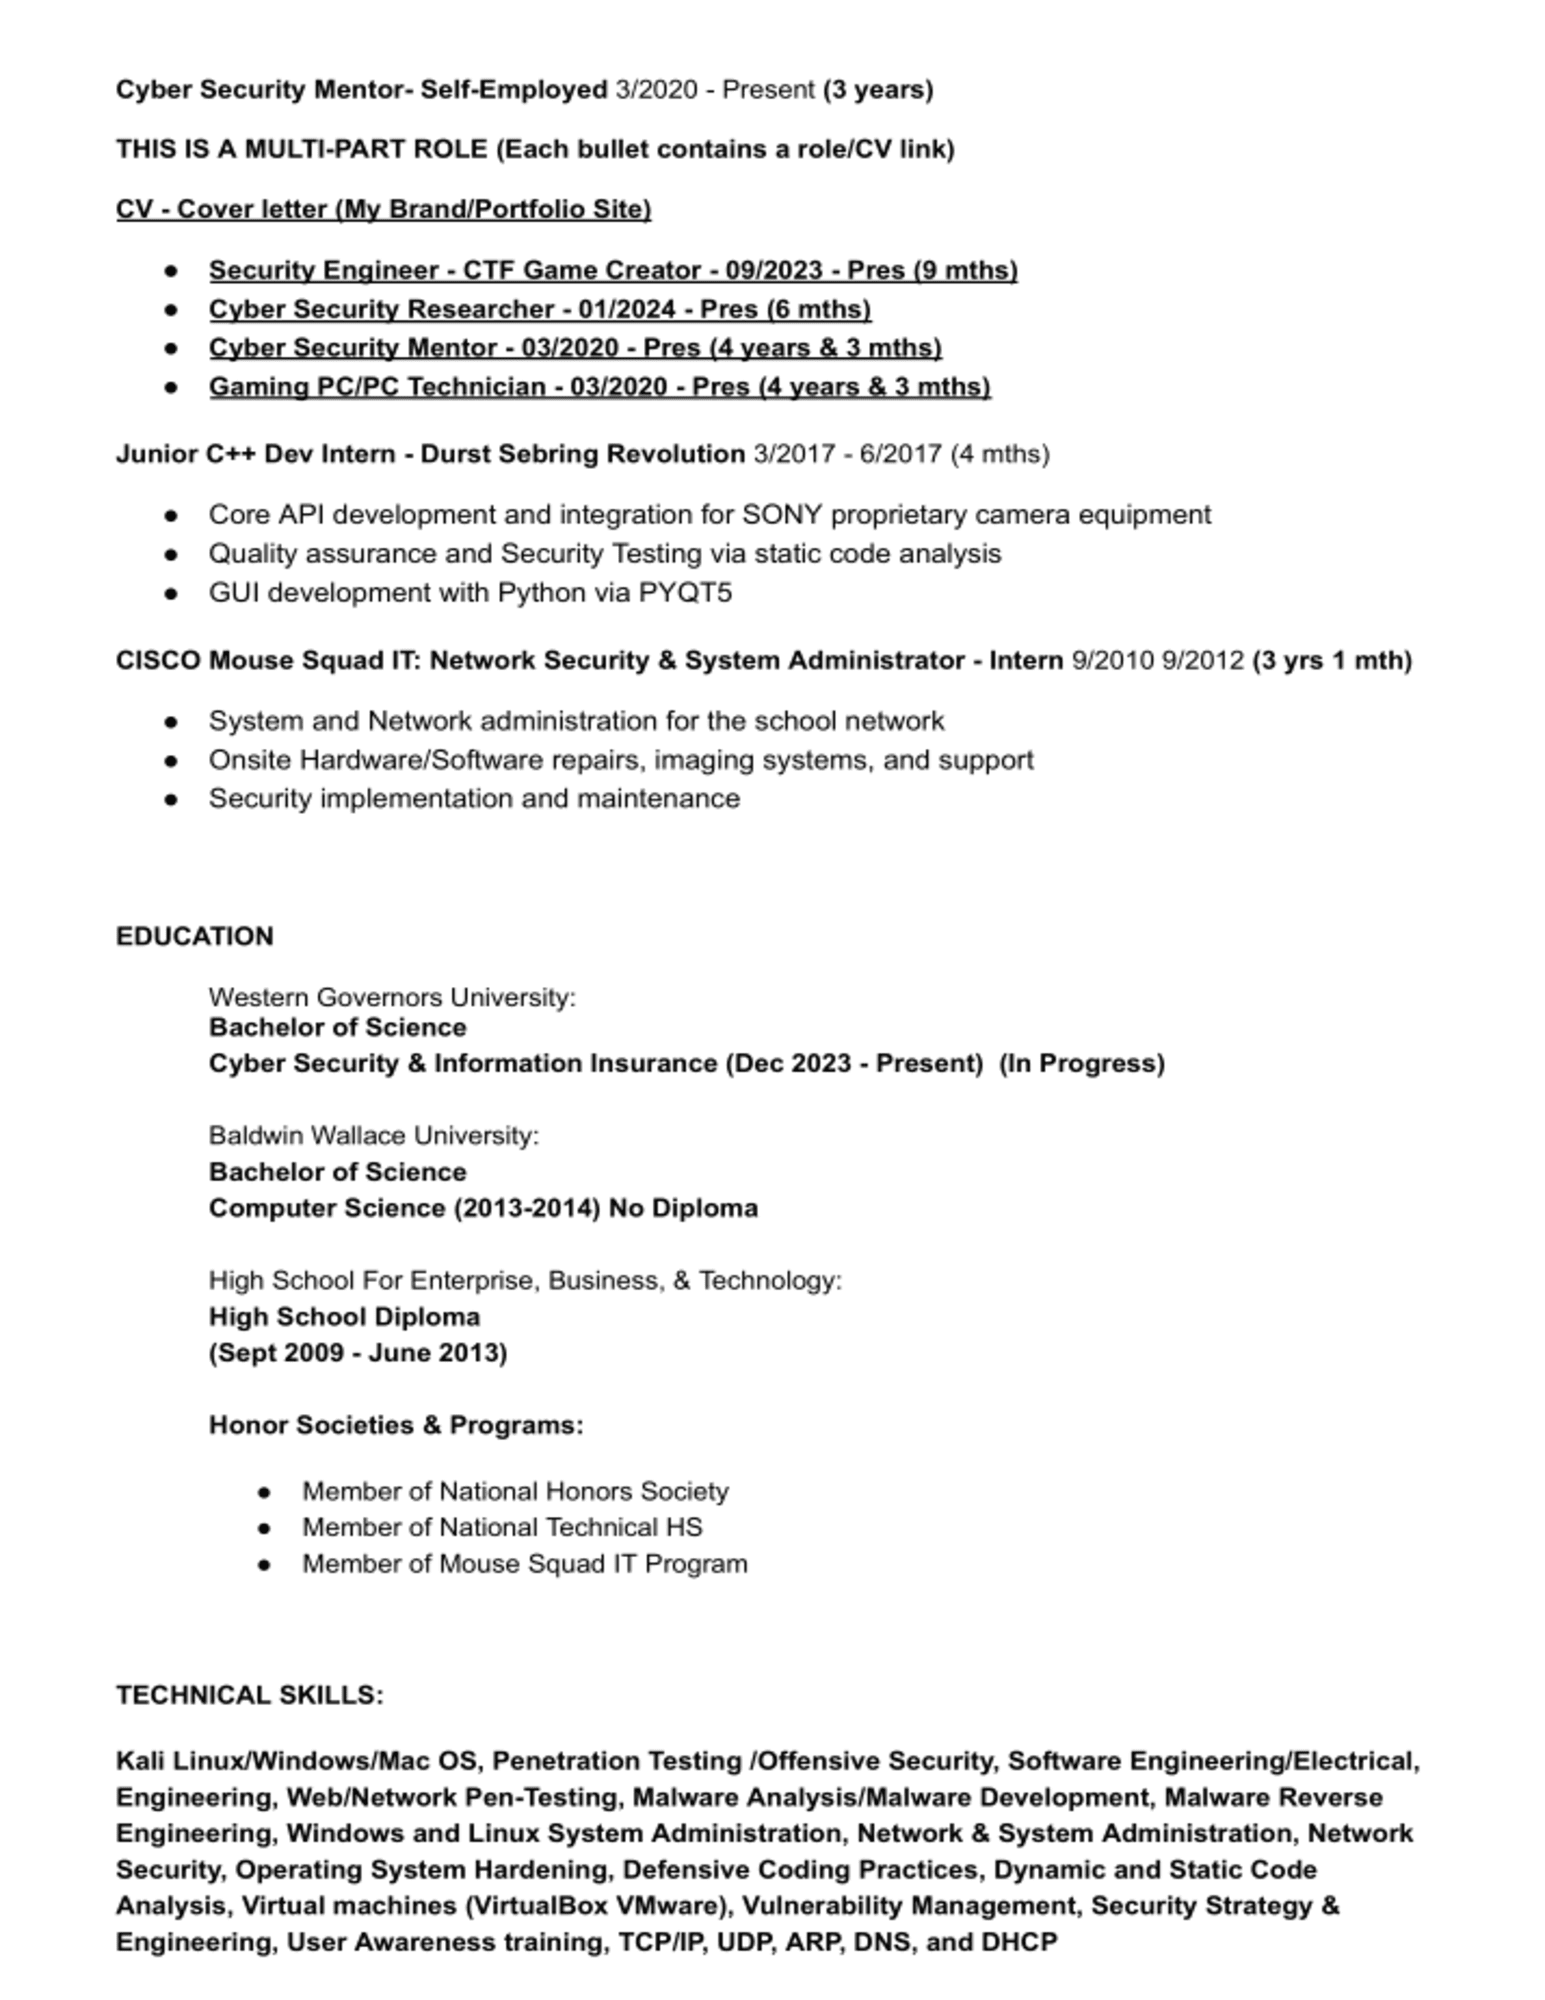 Cyber Security Mentor- Self-Employed 3/2020 - Present (3 years)
THIS IS A MULTI-PART ROLE (Each bullet contains a role/CV link)
CV - Cover letter (My Brand/Portfolio Site)
● Security Engineer - CTF Game Creator - 09/2023 - Pres (9 mths)
● Cyber Security Researcher - 01/2024 - Pres (6 mths)
● Cyber Security Mentor - 03/2020 - Pres (4 years & 3 mths)
● Gaming PC/PC Technician - 03/2020 - Pres (4 years & 3 mths)
Junior C++ Dev Intern - Durst Sebring Revolution 3/2017 - 6/2017 (4 mths)
● Core API development and integration for SONY proprietary camera equipment
● Quality assurance and Security Testing via static code analysis
● GUI development with Python via PYQT5
CISCO Mouse Squad IT: Network Security & System Administrator - Intern 9/2010 9/2012 (3 yrs 1 mth)
● System and Network administration for the school network
● Onsite Hardware/Software repairs, imaging systems, and support
● Security implementation and maintenance
EDUCATION
Western Governors University:
Bachelor of Science
Cyber Security & Information Insurance (Dec 2023 - Present)  (In Progress)
Baldwin Wallace University:
Bachelor of Science
Computer Science (2013-2014) No Diploma
High School For Enterprise, Business, & Technology:
High School Diploma
(Sept 2009 - June 2013)
Honor Societies & Programs:
● Member of National Honors Society
● Member of National Technical HS
● Member of Mouse Squad IT Program
TECHNICAL SKILLS:
Kali Linux/Windows/Mac OS, Penetration Testing /Offensive Security, Software Engineering/Electrical,
Engineering, Web/Network Pen-Testing, Malware Analysis/Malware Development, Malware Reverse
Engineering, Windows and Linux System Administration, Network & System Administration, Network
Security, Operating System Hardening, Defensive Coding Practices, Dynamic and Static Code
Analysis, Virtual machines (VirtualBox VMware), Vulnerability Management, Security Strategy &
Engineering, User Awareness training, TCP/IP, UDP, ARP, DNS, and DHCP